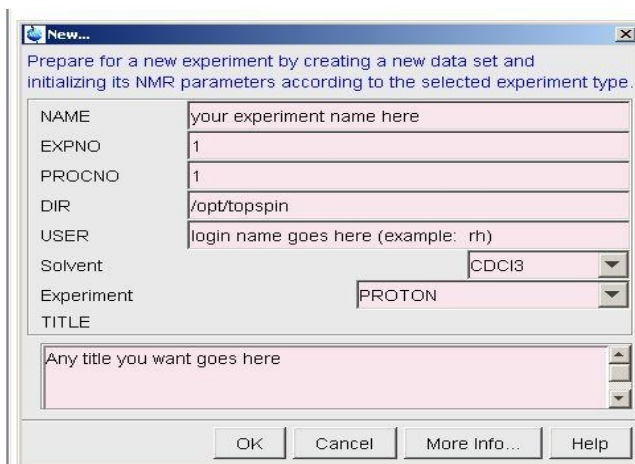 New...
Prepare for a new experiment by creating a new data set and
initializing its NMR parameters according to the selected experiment type.
NAME your experiment name here
EXPNO 1
PROCNO 1
DIR /opt/topspin
USER login name goes here (example: rh)
Solvent CDCl3
Experiment PROTON
TITLE
Any title you want goes here
OK Cancel More Info... Help